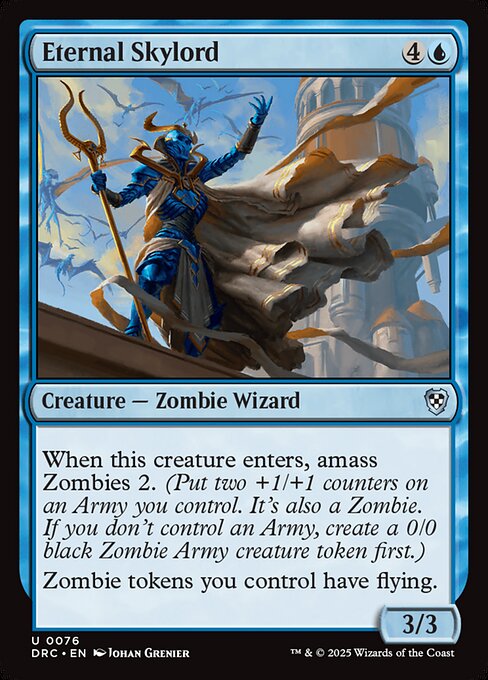 Eternal Skylord 4
Creature — Zombie Wizard
When this creature enters, amass
Zombies 2. (Put two +1/+1 counters on
an Army you control. It's also a Zombie.
If you don't control an Army, create a 0/0
black Zombie Army creature token first.)
Zombie tokens you control have flying.
3/3
U 0076
DRC • EN Johan Grenier
™ & © 2025 Wizards of the Coast